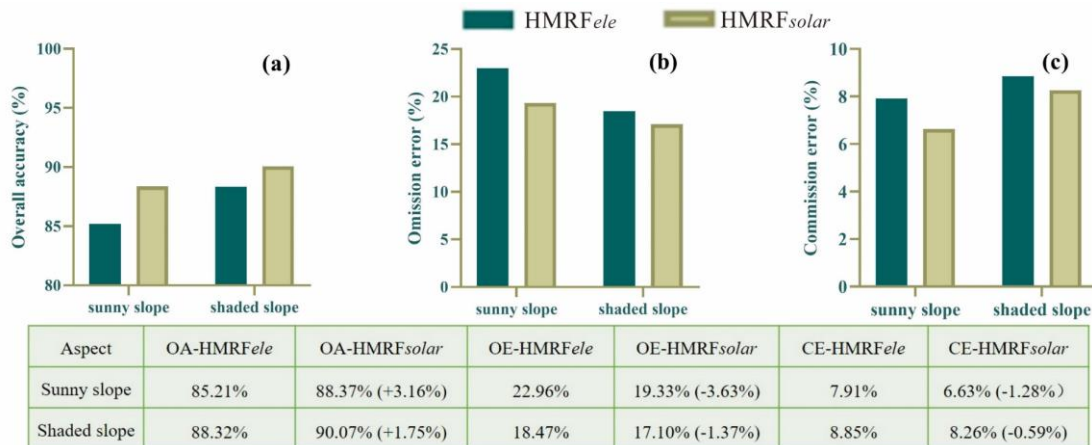 HMRFele HMRFsolar
(a)
Overall accuracy (%)
100
95
90
85
80
sunny slope shaded slope
(b)
Omission error (%)
25
20
15
10
5
0
sunny slope shaded slope
(c)
Commission error (%)
10
8
6
4
2
0
sunny slope shaded slope
Aspect OA-HMRFele OA-HMRFsolar OE-HMRFele OE-HMRFsolar CE-HMRFele CE-HMRFsolar
Sunny slope 85.21% 88.37% (+3.16%) 22.96% 19.33% (-3.63%) 7.91% 6.63% (-1.28%）
Shaded slope 88.32% 90.07% (+1.75%) 18.47% 17.10% (-1.37%) 8.85% 8.26% (-0.59%)